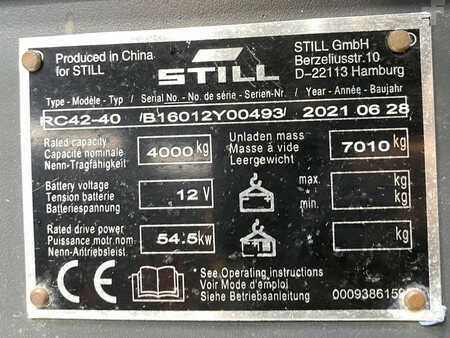 Produced in China
for STILL
STILL
STILL GmbH
Berzeliusstr.10
D-22113 Hamburg
Type - Modèle - Typ / Serial No. - No. de série - Serien-Nr. / Year - Année - Baujahr
RC42-40 /B16012Y00493/ 2021 06 28
Rated capacity
Capacité nominale
Nenn-Tragfähigkeit
4000 kg
Unladen mass
Masse à vide
Leergewicht
7010 kg
Battery voltage
Tension batterie
Batteriespannung
12 V
max.
min.
kg
kg
Rated drive power
Puissance motr.nom
Nenn-Antriebsleist.
54.5 kw
kg
CE
*See Operating instructions
Voir Mode d'emploi
Siehe Betriebsanleitung